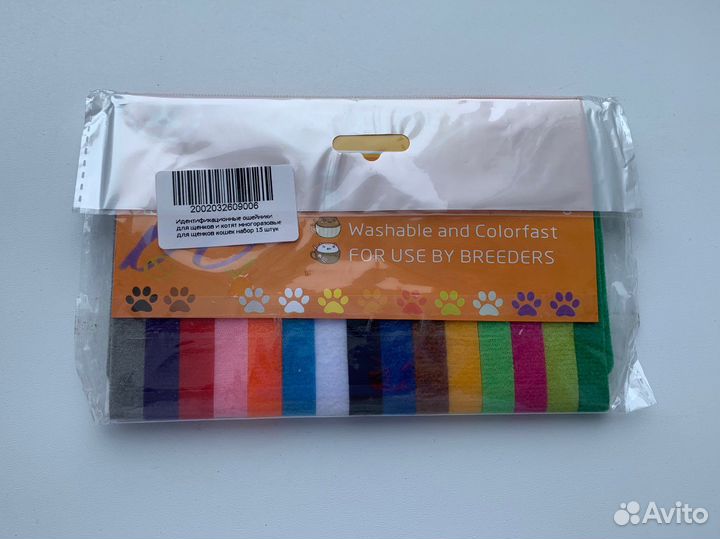 2002032609006
Идентификационные ошейники
для щенков и котят многоразовые
для щенков кошек набор 15 штук
Washable and Colorfast
FOR USE BY BREEDERS
Avito